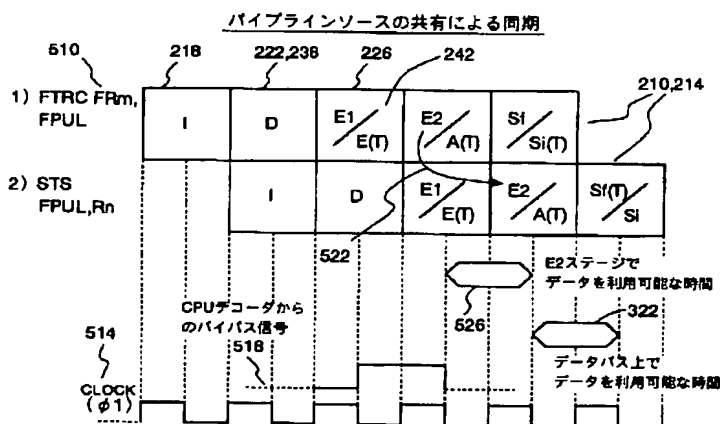 パイプラインソースの共有による同期
510
218
222,238
226
242
210,214
1) FTRC FRm,
FPUL
I
D
E1/E(T)
E2/A(T)
Sf/Si(T)
2) STS
FPUL,Rn
I
D
E1/E(T)
E2/A(T)
Sf(T)/Si
522
E2ステージで
データを利用可能な時間
526
CPUデコーダから
のバイパス信号
518
322
データバス上で
データを利用可能な時間
514
CLOCK
(φ1)